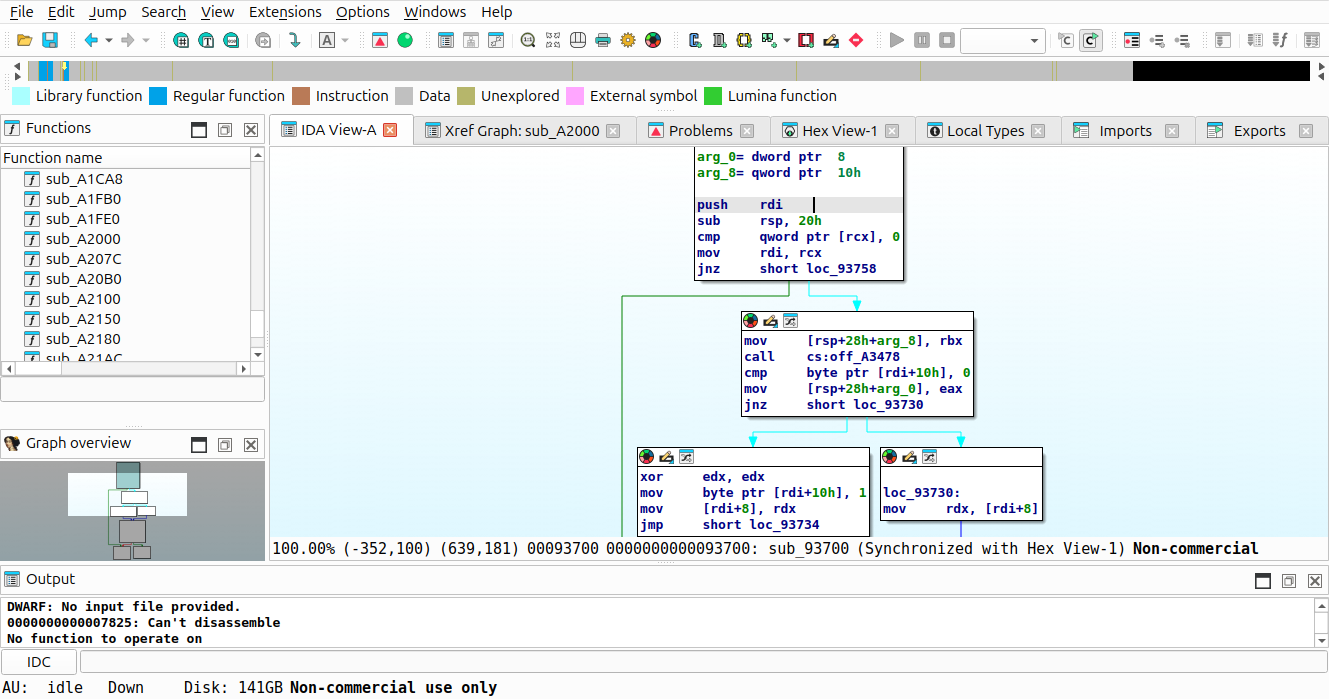 File Edit Jump Search View Extensions Options Windows Help
Library function Regular function Instruction Data Unexplored External symbol Lumina function
Functions
IDA View-A Xref Graph: sub_A2000 Problems Hex View-1 Local Types Imports Exports
Function name
sub_A1CA8
sub_A1FB0
sub_A1FE0
sub_A2000
sub_A207C
sub_A20B0
sub_A2100
sub_A2150
sub_A2180
sub_A21AC
Graph overview
arg_0= dword ptr  8
arg_8= qword ptr  10h
push    rdi
sub     rsp, 20h
cmp     qword ptr [rcx], 0
mov     rdi, rcx
jnz     short loc_93758
mov     [rsp+28h+arg_8], rbx
call    cs:off_A3478
cmp     byte ptr [rdi+10h], 0
mov     [rsp+28h+arg_0], eax
jnz     short loc_93730
xor     edx, edx
mov     byte ptr [rdi+10h], 1
mov     [rdi+8], rdx
jmp     short loc_93734
loc_93730:
mov     rdx, [rdi+8]
100.00% (-352,100) (639,181) 00093700 0000000000093700: sub_93700 (Synchronized with Hex View-1) Non-commercial
Output
DWARF: No input file provided.
0000000000007825: Can't disassemble
No function to operate on
IDC
AU: idle Down Disk: 141GB Non-commercial use only